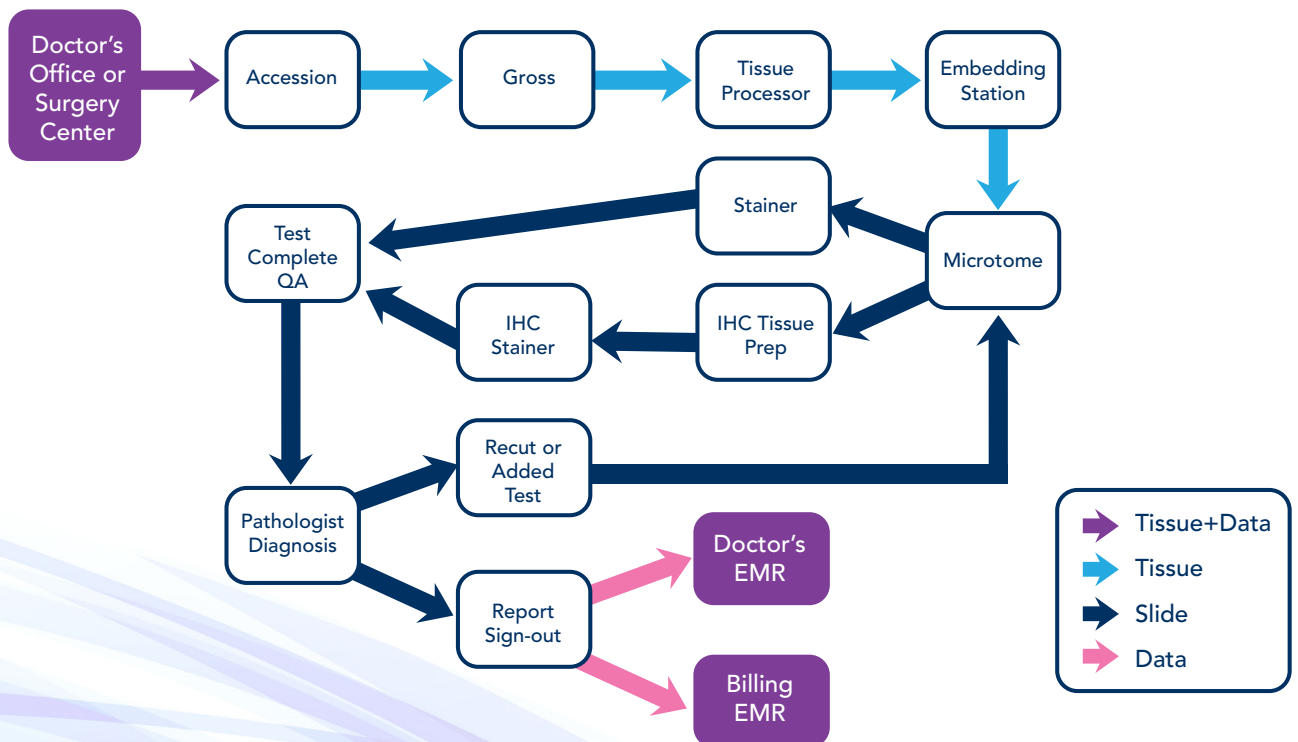 Doctor's
Office or
Surgery
Center
Accession
Gross
Tissue
Processor
Embedding
Station
Stainer
Test
Complete
QA
Microtome
IHC
Stainer
IHC Tissue
Prep
Recut or
Added
Test
Pathologist
Diagnosis
Doctor's
EMR
Report
Sign-out
Billing
EMR
Tissue+Data
Tissue
Slide
Data